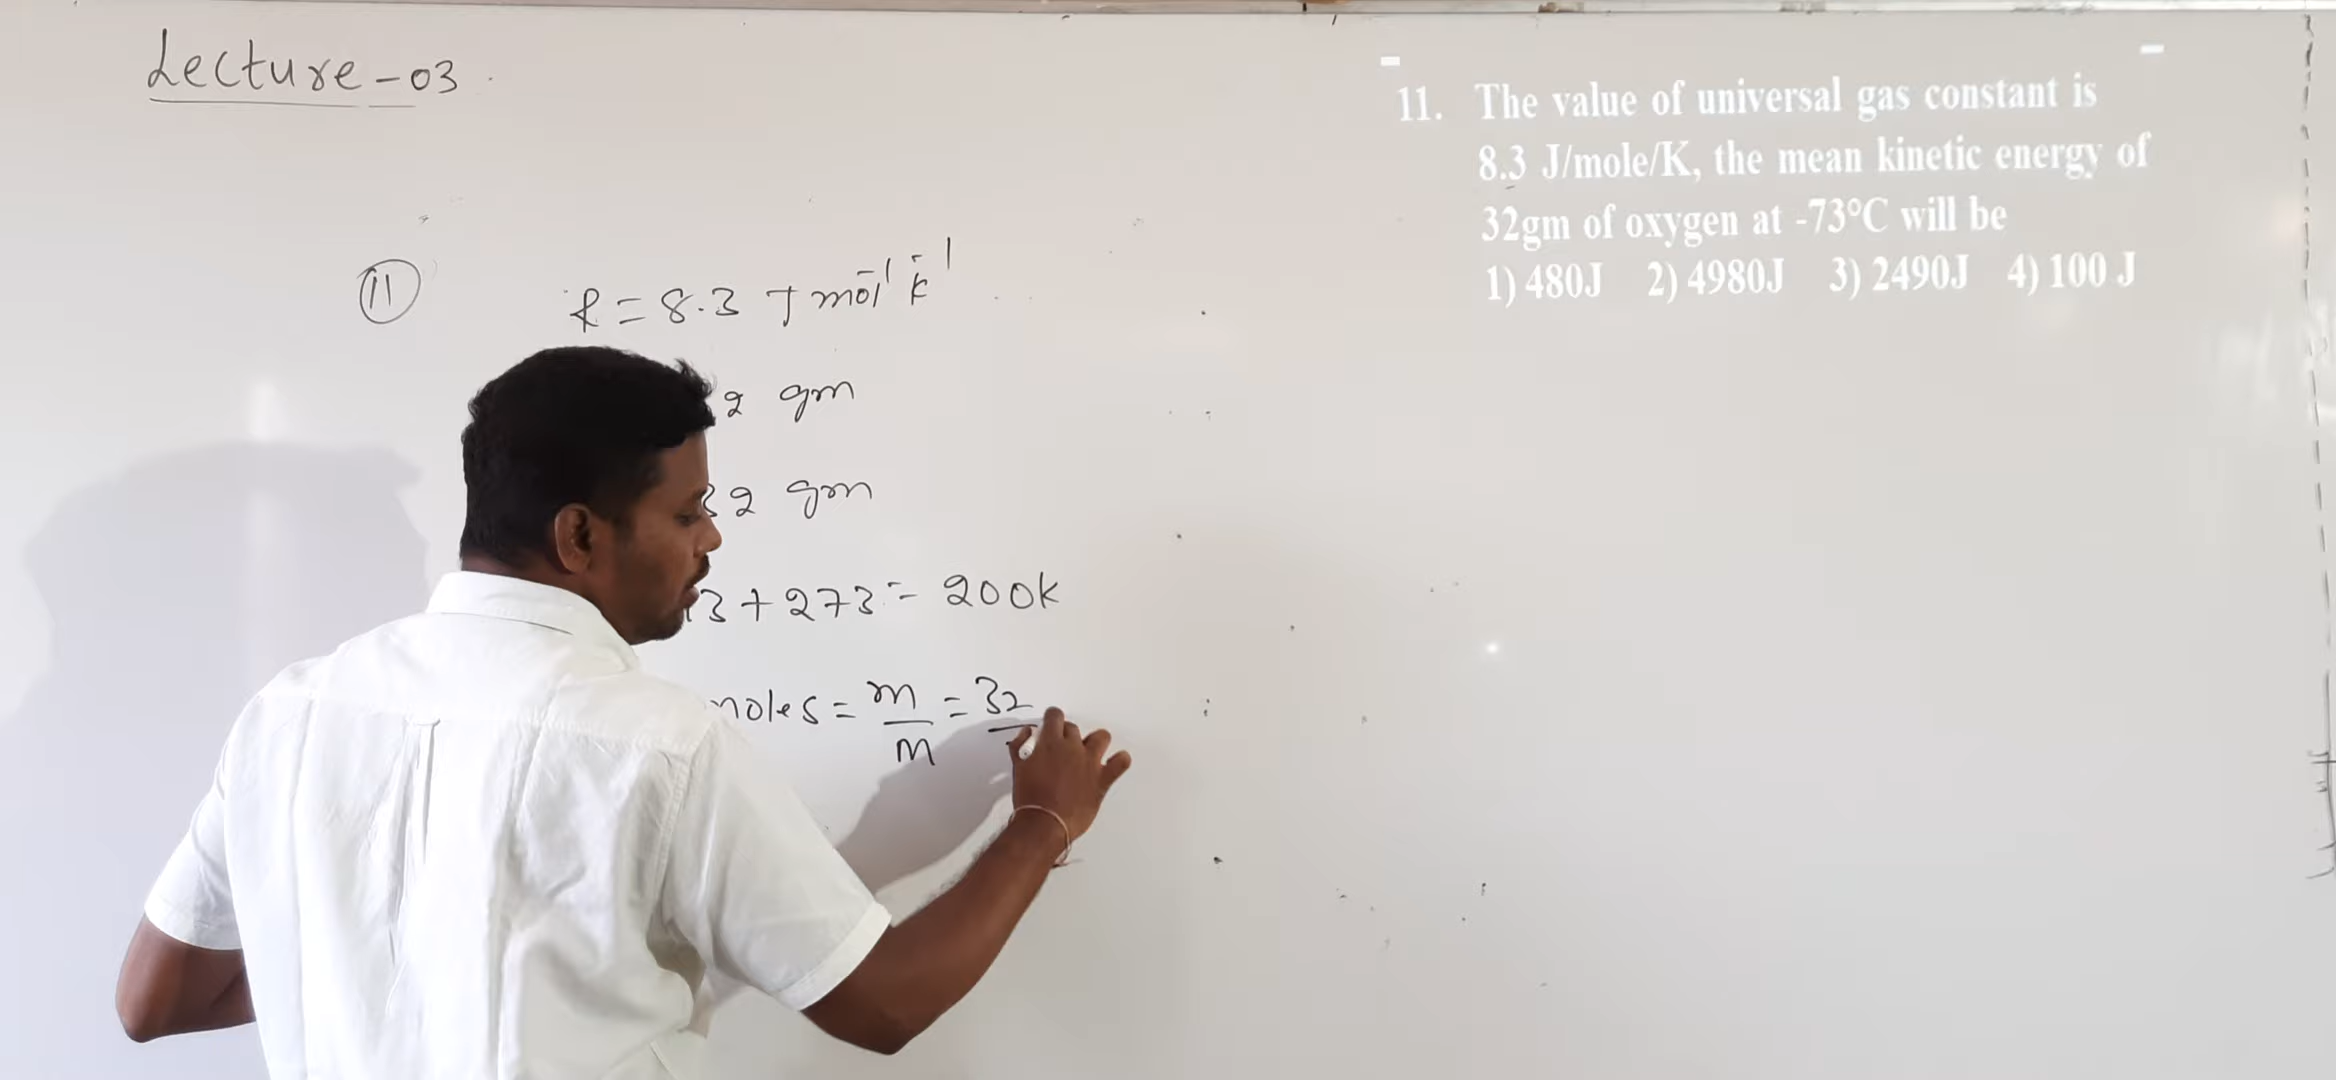 Lecture-03
11. The value of universal gas constant is
8.3 J/mole/K, the mean kinetic energy of
32gm of oxygen at -73°C will be
1) 480J 2) 4980J 3) 2490J 4) 100 J
11
R = 8.3 J mol⁻¹ k⁻¹
2 gm
32 gm
3 + 273 = 200k
moles = m/M = 32